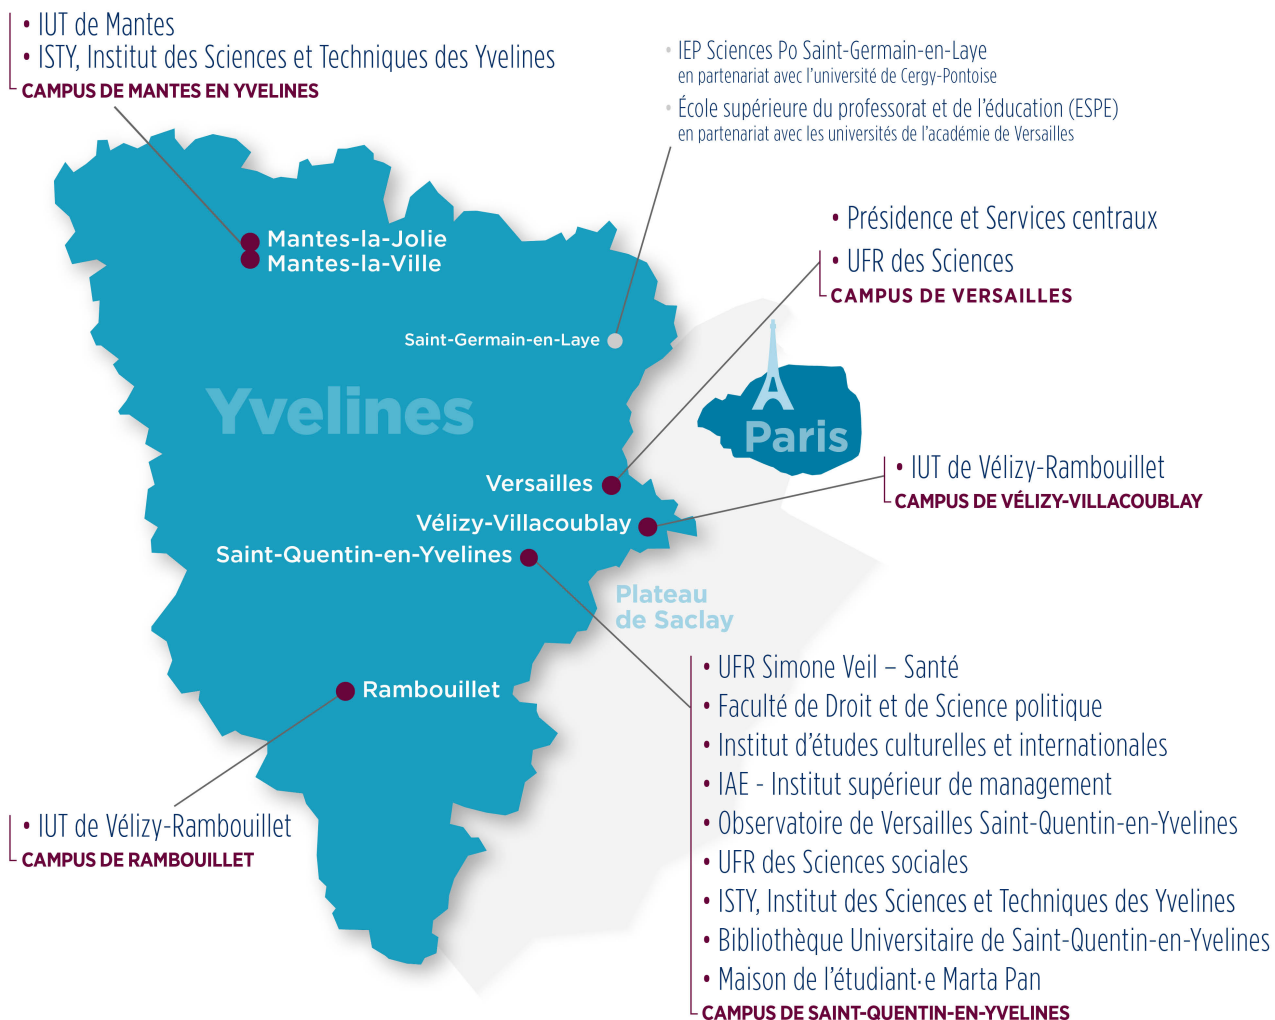 • IUT de Mantes
• ISTY, Institut des Sciences et Techniques des Yvelines
CAMPUS DE MANTES EN YVELINES
• IEP Sciences Po Saint-Germain-en-Laye
en partenariat avec l'université de Cergy-Pontoise
• École supérieure du professorat et de l'éducation (ESPE)
en partenariat avec les universités de l'académie de Versailles
• Présidence et Services centraux
• UFR des Sciences
CAMPUS DE VERSAILLES
Mantes-la-Jolie
Mantes-la-Ville
Saint-Germain-en-Laye
Yvelines
Paris
• IUT de Vélizy-Rambouillet
CAMPUS DE VÉLIZY-VILLACOUBLAY
Versailles
Vélizy-Villacoublay
Saint-Quentin-en-Yvelines
Plateau
de Saclay
Rambouillet
• UFR Simone Veil – Santé
• Faculté de Droit et de Science politique
• Institut d'études culturelles et internationales
• IAE - Institut supérieur de management
• Observatoire de Versailles Saint-Quentin-en-Yvelines
• UFR des Sciences sociales
• ISTY, Institut des Sciences et Techniques des Yvelines
• Bibliothèque Universitaire de Saint-Quentin-en-Yvelines
• Maison de l'étudiant·e Marta Pan
CAMPUS DE SAINT-QUENTIN-EN-YVELINES
• IUT de Vélizy-Rambouillet
CAMPUS DE RAMBOUILLET